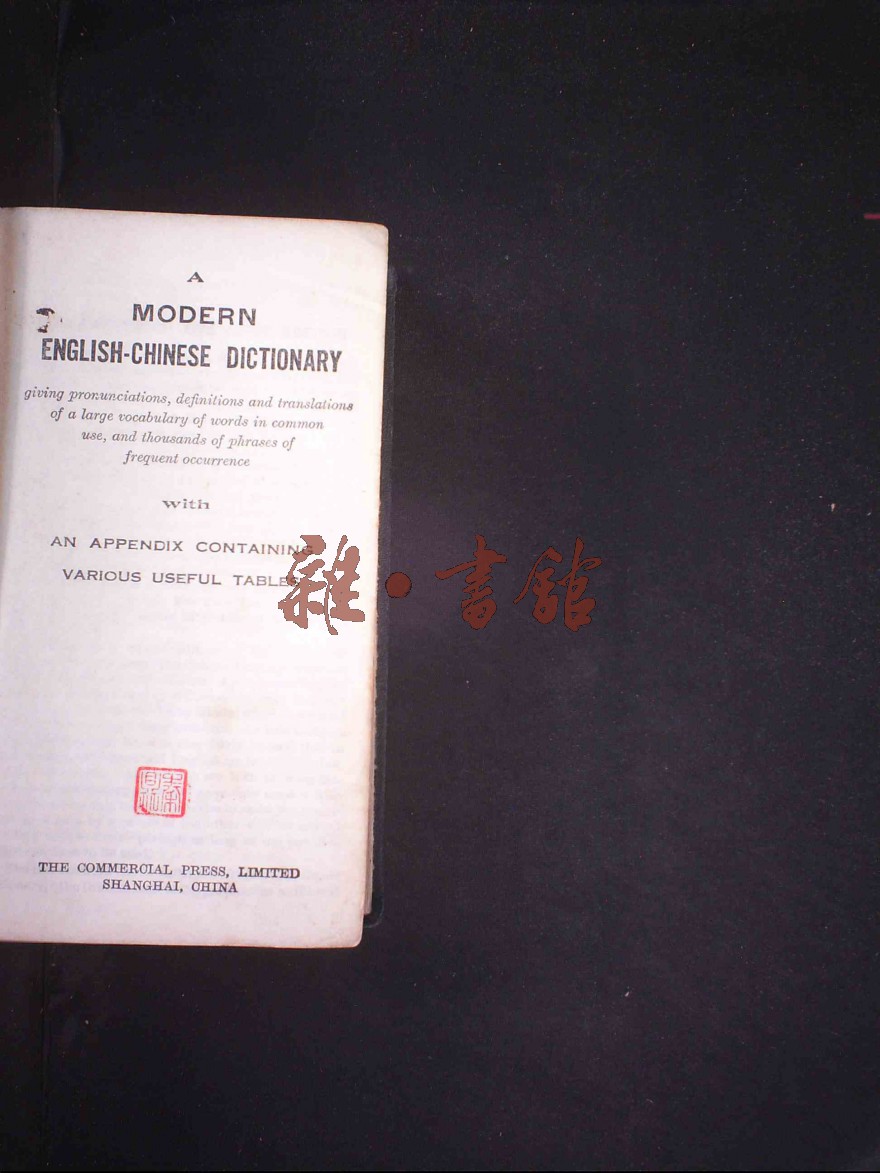 A
MODERN
ENGLISH-CHINESE DICTIONARY
giving pronunciations, definitions and translations
of a large vocabulary of words in common
use, and thousands of phrases of
frequent occurrence
with
AN APPENDIX CONTAINING
VARIOUS USEFUL TABLES
雜·書館
THE COMMERCIAL PRESS, LIMITED
SHANGHAI, CHINA